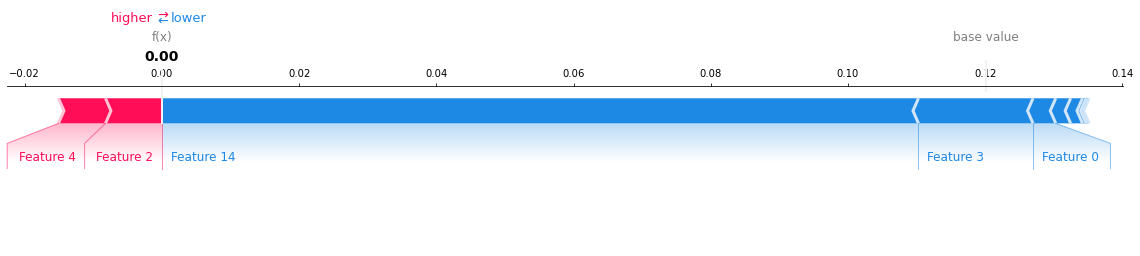 higher ⇄ lower
f(x) base value
0.00
−0.02 0.00 0.02 0.04 0.06 0.08 0.10 0.12 0.14
Feature 4 Feature 2 Feature 14 Feature 3 Feature 0